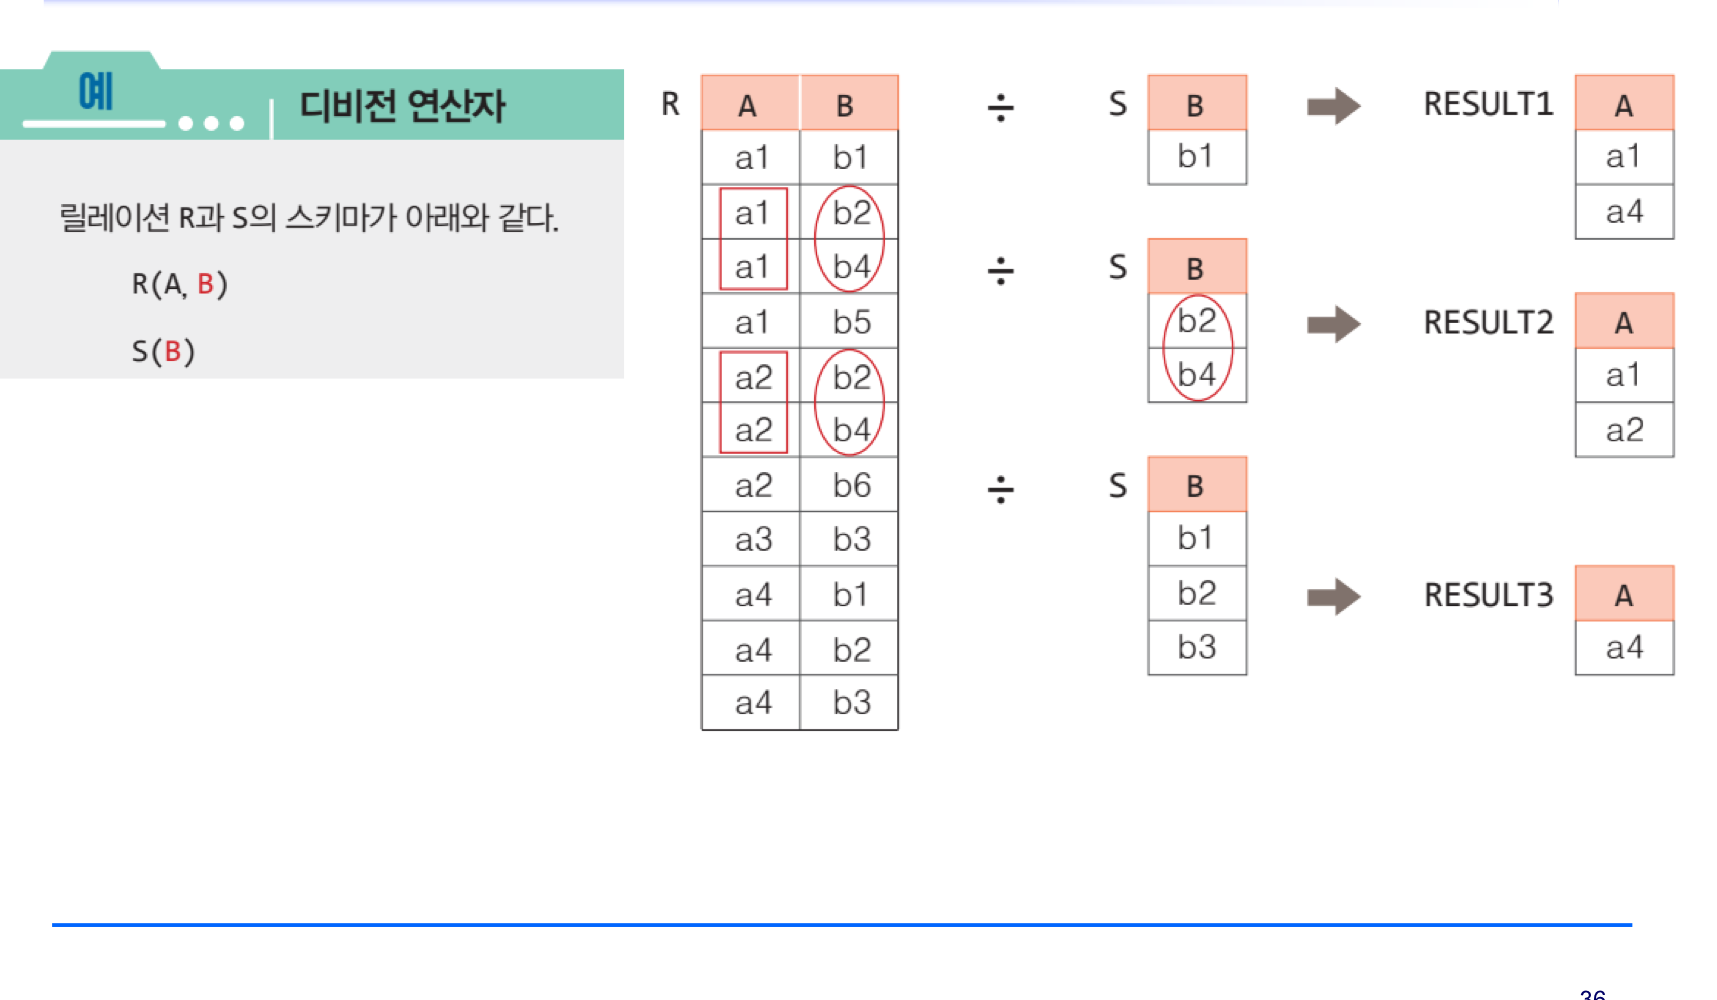 예
디비전 연산자
릴레이션 R과 S의 스키마가 아래와 같다.
R(A, B)
S(B)
R
A B
a1 b1
a1 b2
a1 b4
a1 b5
a2 b2
a2 b4
a2 b6
a3 b3
a4 b1
a4 b2
a4 b3
÷ S
B
b1
RESULT1
A
a1
a4
÷ S
B
b2
b4
RESULT2
A
a1
a2
÷ S
B
b1
b2
b3
RESULT3
A
a4
36